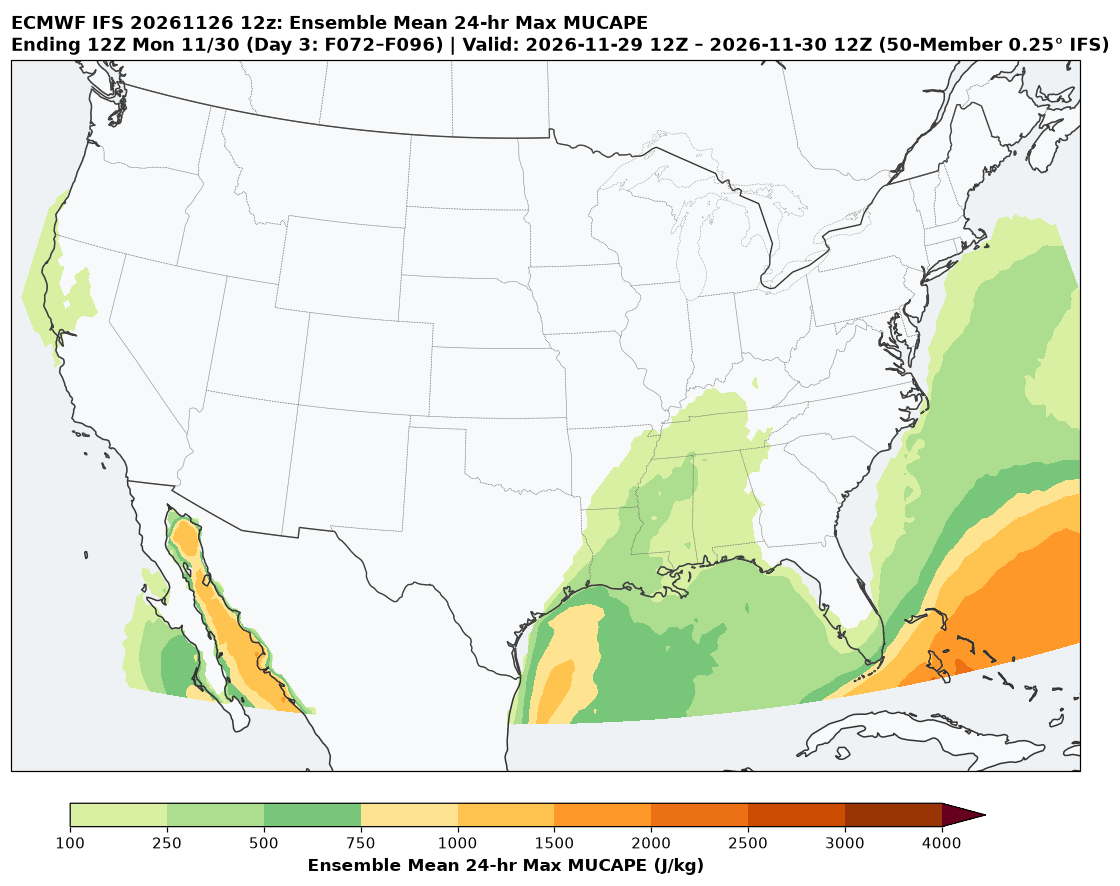 ECMWF IFS 20261126 12z: Ensemble Mean 24-hr Max MUCAPE
Ending 12Z Mon 11/30 (Day 3: F072–F096) | Valid: 2026-11-29 12Z – 2026-11-30 12Z (50-Member 0.25° IFS)
100 250 500 750 1000 1500 2000 2500 3000 4000
Ensemble Mean 24-hr Max MUCAPE (J/kg)